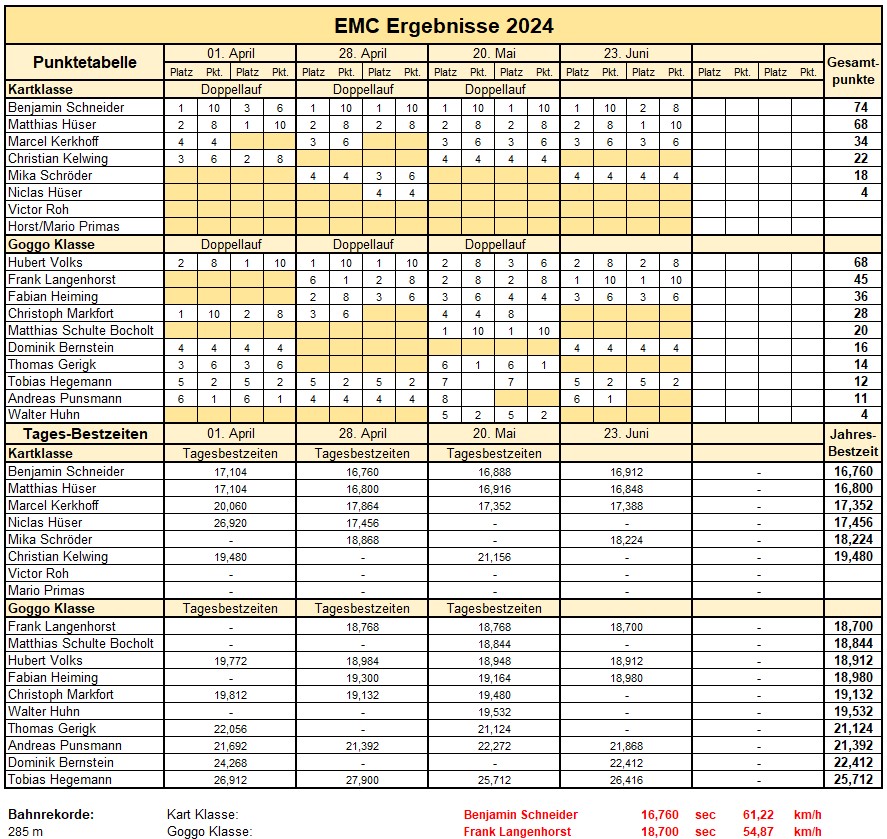 EMC Ergebnisse 2024
Punktetabelle 01. April 28. April 20. Mai 23. Juni Gesamt-punkte
Platz Pkt. Platz Pkt. Platz Pkt. Platz Pkt. Platz Pkt. Platz Pkt. Platz Pkt. Platz Pkt. Platz Pkt. Platz Pkt.
Kartklasse Doppellauf Doppellauf Doppellauf
Benjamin Schneider 1 10 3 6 1 10 1 10 1 10 1 10 1 10 2 8 74
Matthias Hüser 2 8 1 10 2 8 2 8 2 8 2 8 2 8 1 10 68
Marcel Kerkhoff 4 4 3 6 3 6 3 6 3 6 3 6 34
Christian Kelwing 3 6 2 8 4 4 4 4 22
Mika Schröder 4 4 3 6 4 4 4 4 18
Niclas Hüser 4 4 4
Victor Roh
Horst/Mario Primas
Goggo Klasse Doppellauf Doppellauf Doppellauf
Hubert Volks 2 8 1 10 1 10 1 10 2 8 3 6 2 8 2 8 68
Frank Langenhorst 6 1 2 8 2 8 2 8 1 10 1 10 45
Fabian Heiming 2 8 3 6 3 6 4 4 3 6 3 6 36
Christoph Markfort 1 10 2 8 3 6 4 4 8 28
Matthias Schulte Bocholt 1 10 1 10 20
Dominik Bernstein 4 4 4 4 4 4 4 4 16
Thomas Gerigk 3 6 3 6 6 1 6 1 14
Tobias Hegemann 5 2 5 2 5 2 5 2 7 7 5 2 5 2 12
Andreas Punsmann 6 1 6 1 4 4 4 4 8 6 1 11
Walter Huhn 5 2 5 2 4
Tages-Bestzeiten 01. April 28. April 20. Mai 23. Juni Jahres-Bestzeit
Kartklasse Tagesbestzeiten Tagesbestzeiten Tagesbestzeiten
Benjamin Schneider 17,104 16,760 16,888 16,912 - 16,760
Matthias Hüser 17,104 16,800 16,916 16,848 - 16,800
Marcel Kerkhoff 20,060 17,864 17,352 17,388 - 17,352
Niclas Hüser 26,920 17,456 - - - 17,456
Mika Schröder - 18,868 - 18,224 - 18,224
Christian Kelwing 19,480 - 21,156 - - 19,480
Victor Roh - - - - -
Mario Primas - - - - -
Goggo Klasse Tagesbestzeiten Tagesbestzeiten Tagesbestzeiten
Frank Langenhorst - 18,768 18,768 18,700 - 18,700
Matthias Schulte Bocholt - - 18,844 - - 18,844
Hubert Volks 19,772 18,984 18,948 18,912 - 18,912
Fabian Heiming - 19,300 19,164 18,980 - 18,980
Christoph Markfort 19,812 19,132 19,480 - - 19,132
Walter Huhn - - 19,532 - - 19,532
Thomas Gerigk 22,056 - 21,124 - - 21,124
Andreas Punsmann 21,692 21,392 22,272 21,868 - 21,392
Dominik Bernstein 24,268 - - 22,412 - 22,412
Tobias Hegemann 26,912 27,900 25,712 26,416 - 25,712
Bahnrekorde: Kart Klasse: Benjamin Schneider 16,760 sec 61,22 km/h
285 m Goggo Klasse: Frank Langenhorst 18,700 sec 54,87 km/h